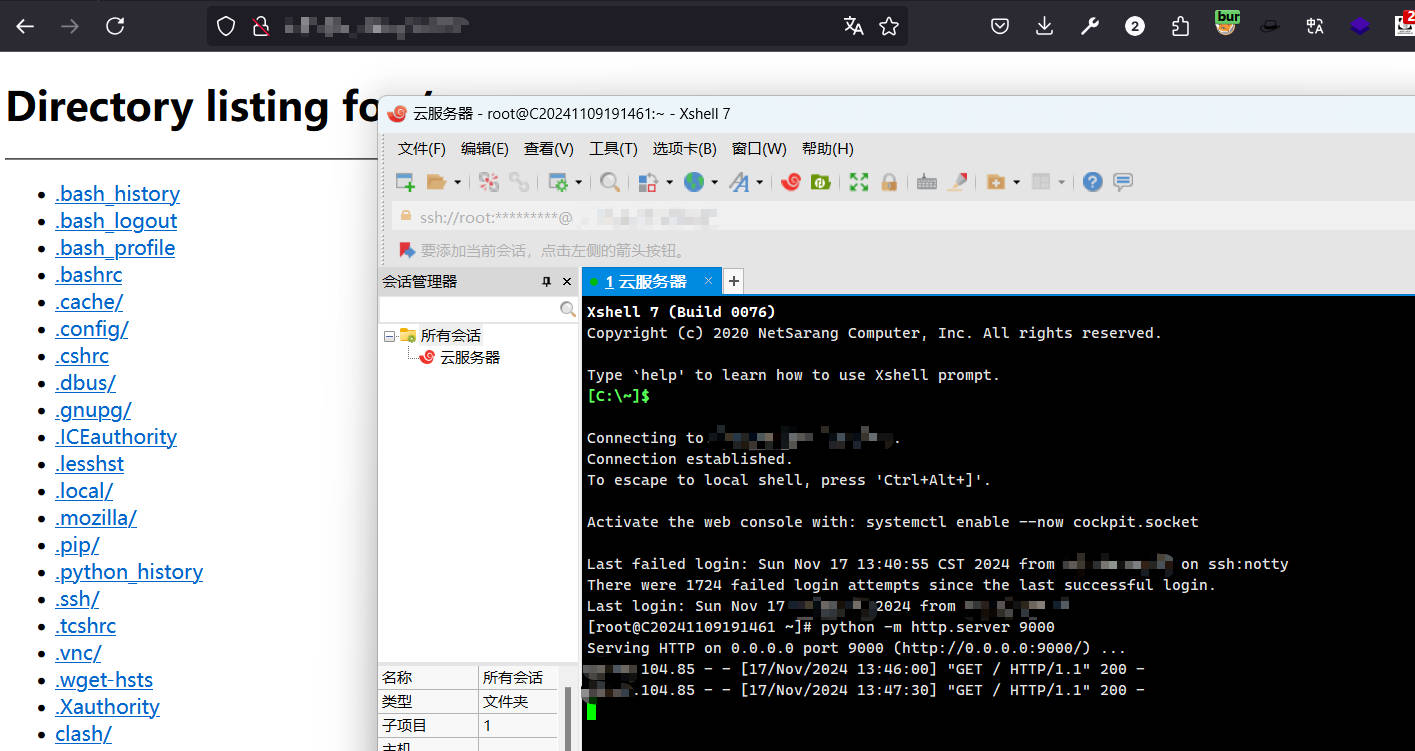 bur
2
2
Directory listing fo
.bash_history
.bash_logout
.bash_profile
.bashrc
.cache/
.config/
.cshrc
.dbus/
.gnupg/
.ICEauthority
.lesshst
.local/
.mozilla/
.pip/
.python_history
.ssh/
.tcshrc
.vnc/
.wget-hsts
.Xauthority
clash/
云服务器 - root@C20241109191461:~ - Xshell 7
文件(F) 编辑(E) 查看(V) 工具(T) 选项卡(B) 窗口(W) 帮助(H)
ssh://root:*********@
要添加当前会话，点击左侧的箭头按钮。
会话管理器
1 云服务器
所有会话
云服务器
名称 所有会话
类型 文件夹
子项目 1
主机
Xshell 7 (Build 0076)
Copyright (c) 2020 NetSarang Computer, Inc. All rights reserved.
Type `help' to learn how to use Xshell prompt.
[C:\~]$
Connecting to .
Connection established.
To escape to local shell, press 'Ctrl+Alt+]'.
Activate the web console with: systemctl enable --now cockpit.socket
Last failed login: Sun Nov 17 13:40:55 CST 2024 from on ssh:notty
There were 1724 failed login attempts since the last successful login.
Last login: Sun Nov 17 2024 from
[root@C20241109191461 ~]# python -m http.server 9000
Serving HTTP on 0.0.0.0 port 9000 (http://0.0.0.0:9000/) ...
.104.85 - - [17/Nov/2024 13:46:00] "GET / HTTP/1.1" 200 -
.104.85 - - [17/Nov/2024 13:47:30] "GET / HTTP/1.1" 200 -